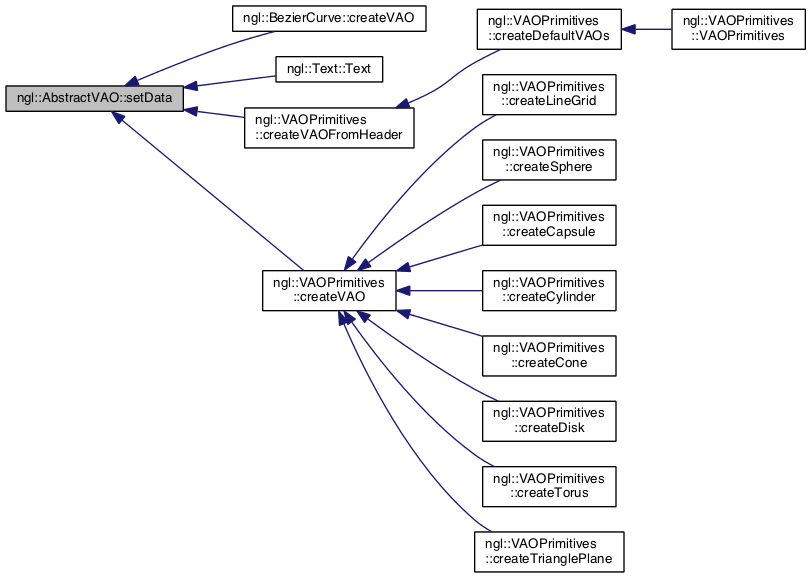 ngl::AbstractVAO::setData
ngl::BezierCurve::createVAO
ngl::Text::Text
ngl::VAOPrimitives
::createVAOFromHeader
ngl::VAOPrimitives
::createDefaultVAOs
ngl::VAOPrimitives
::VAOPrimitives
ngl::VAOPrimitives
::createVAO
ngl::VAOPrimitives
::createLineGrid
ngl::VAOPrimitives
::createSphere
ngl::VAOPrimitives
::createCapsule
ngl::VAOPrimitives
::createCylinder
ngl::VAOPrimitives
::createCone
ngl::VAOPrimitives
::createDisk
ngl::VAOPrimitives
::createTorus
ngl::VAOPrimitives
::createTrianglePlane